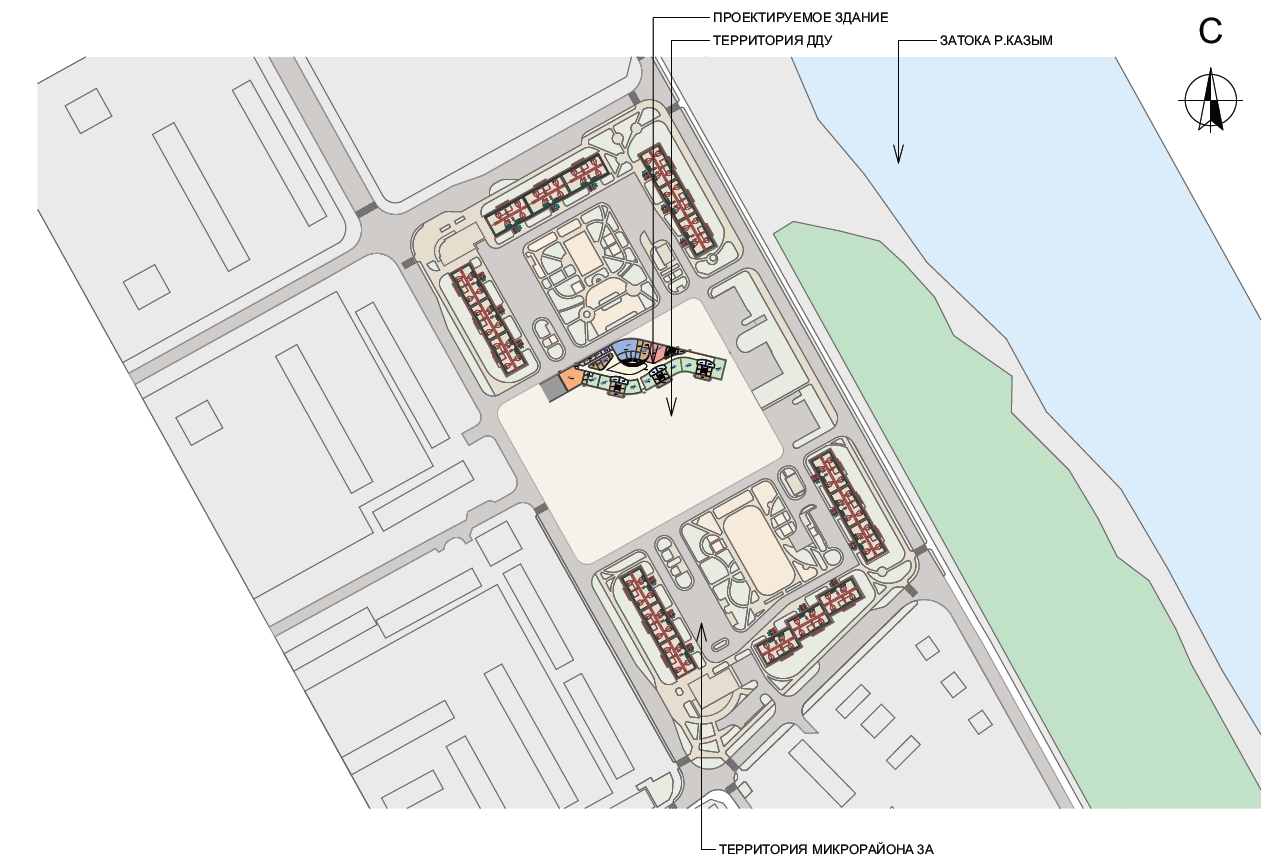 ПРОЕКТИРУЕМОЕ ЗДАНИЕ
ТЕРРИТОРИЯ ДДУ
ЗАТОКА Р.КАЗЫМ
С
ТЕРРИТОРИЯ МИКРОРАЙОНА 3А